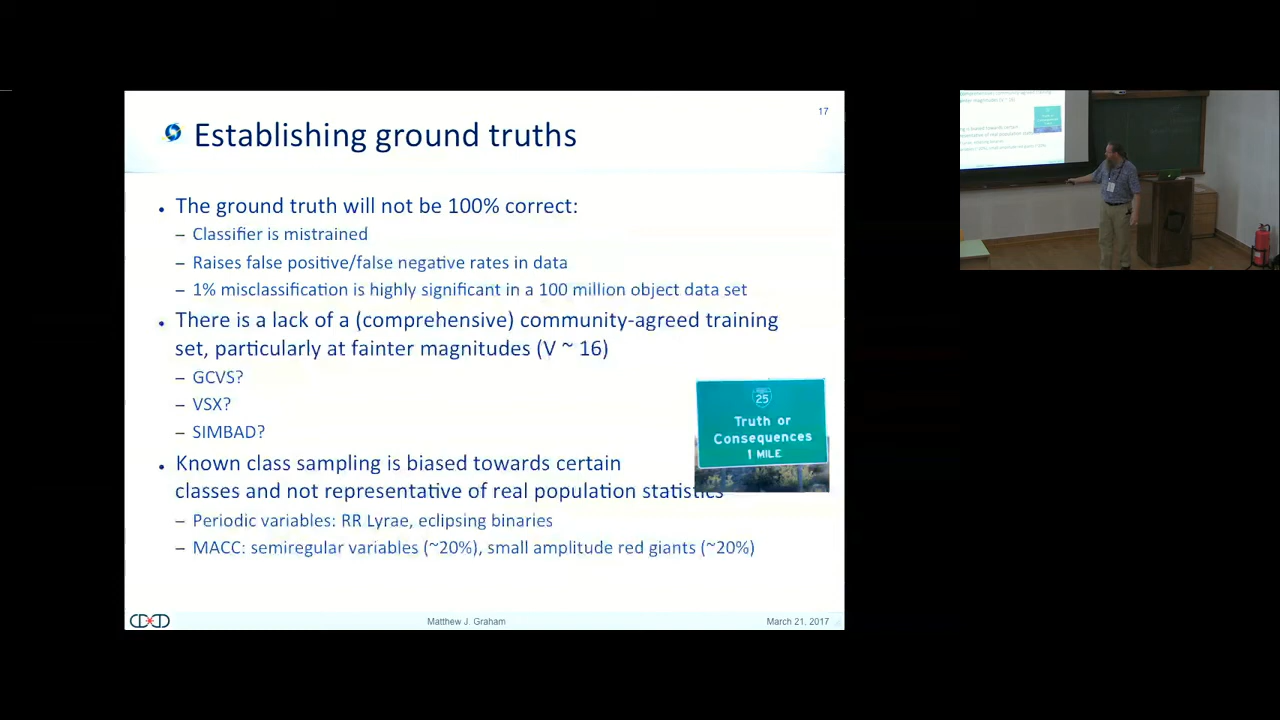 17
Establishing ground truths
• The ground truth will not be 100% correct:
– Classifier is mistrained
– Raises false positive/false negative rates in data
– 1% misclassification is highly significant in a 100 million object data set
• There is a lack of a (comprehensive) community-agreed training
set, particularly at fainter magnitudes (V ~ 16)
– GCVS?
– VSX?
– SIMBAD?
25
Truth or
Consequences
1 MILE
• Known class sampling is biased towards certain
classes and not representative of real population statistics
– Periodic variables: RR Lyrae, eclipsing binaries
– MACC: semiregular variables (~20%), small amplitude red giants (~20%)
Matthew J. Graham
March 21, 2017